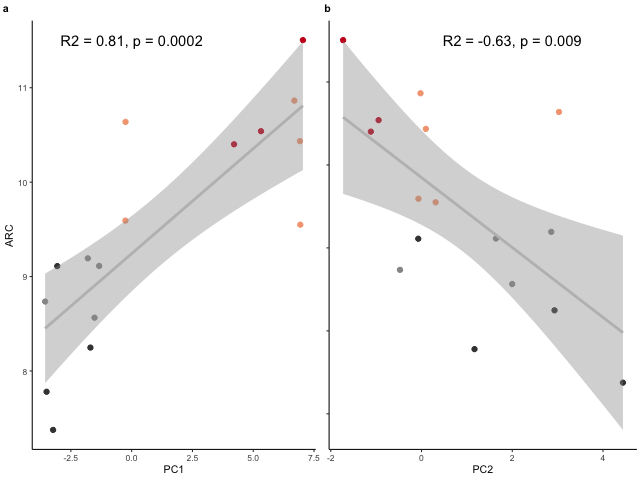 a
b
R2 = 0.81, p = 0.0002
R2 = -0.63, p = 0.009
11
10
9
8
ARC
-2.5 0.0 2.5 5.0 7.5
-2 0 2 4
PC1
PC2